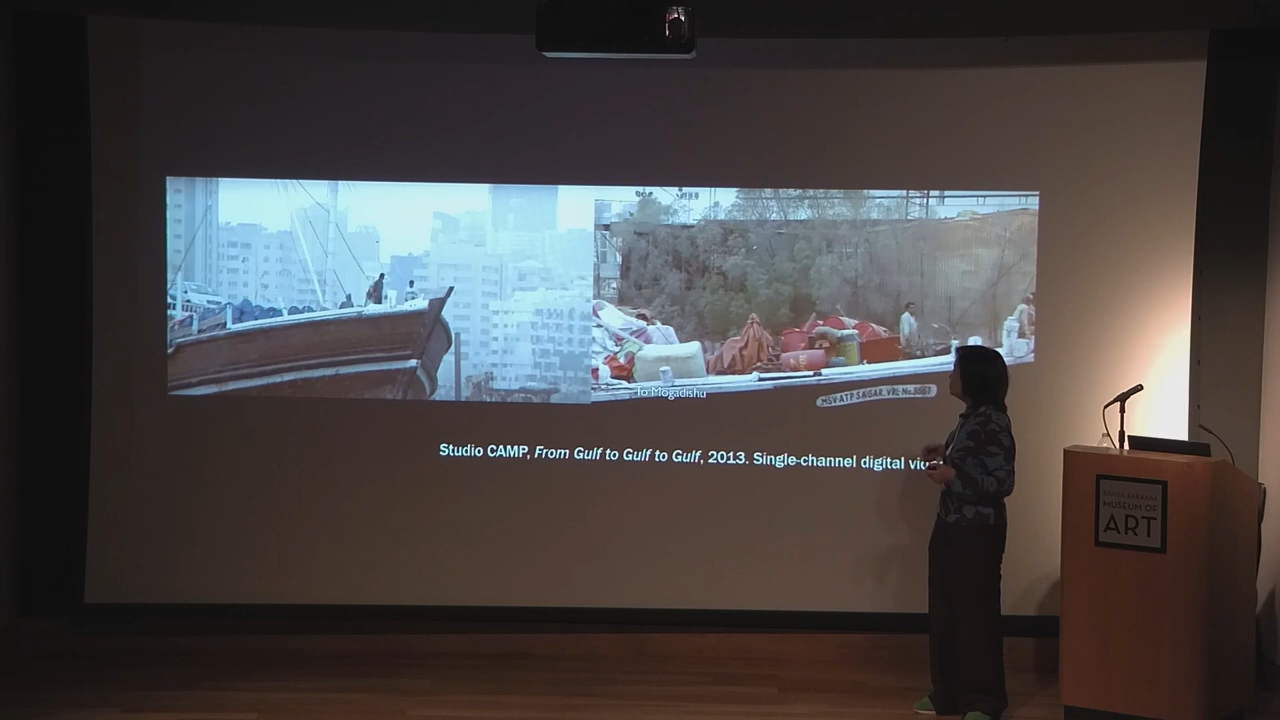 To Mogadishu
MSV-ATP SAGAR. VRL-No.8667
Studio CAMP, From Gulf to Gulf to Gulf, 2013. Single-channel digital
SANTA BARBARA
MUSEUM OF
ART